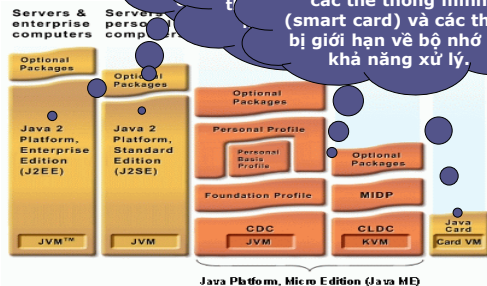 Servers &
enterprise
computers
Servers
các thẻ thông minh
(smart card) và các th
bị giới hạn về bộ nhớ
khả năng xử lý.
Optional
Packages
Java 2
Platform,
Enterprise
Edition
(J2EE)
JVM™
Optional
Packages
Java 2
Platform,
Standard
Edition
(J2SE)
JVM
Optional
Packages
Personal Profile
Personal
Basis
Profile
Foundation Profile
CDC
JVM
Optional
Packages
MIDP
CLDC
KVM
Java
Card
Card VM
Java Platform, Micro Edition (Java ME)